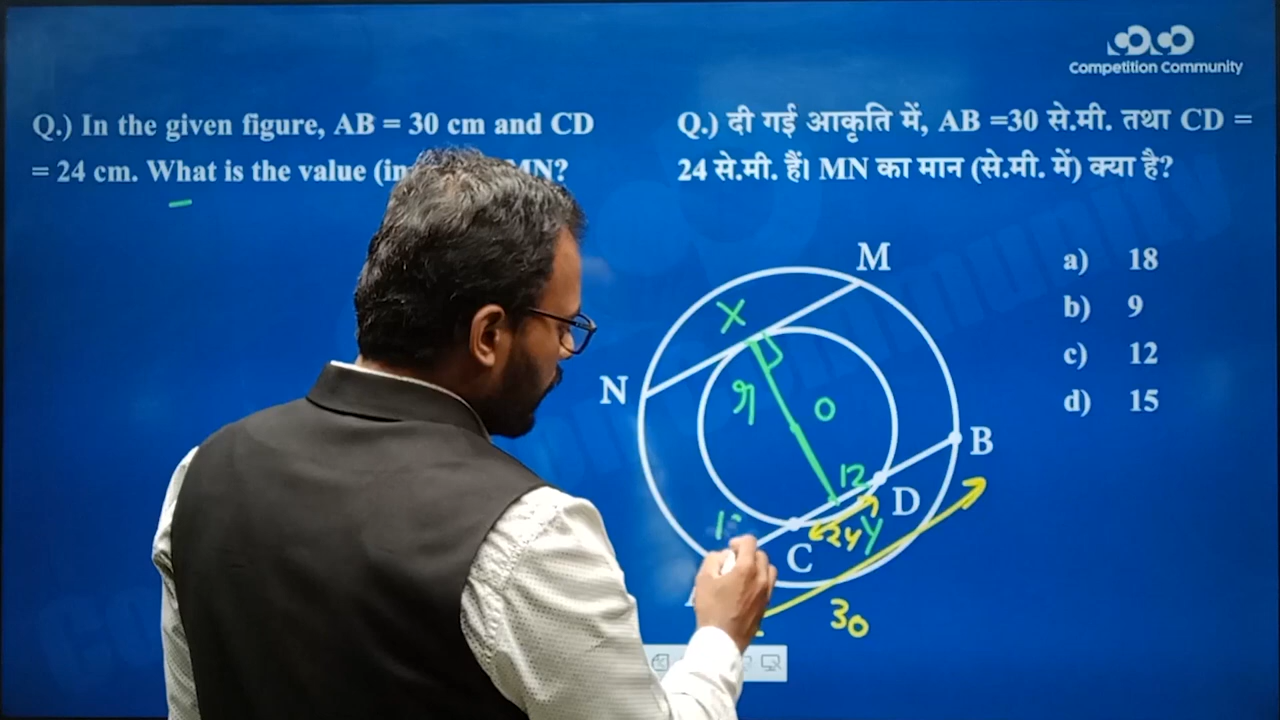 Competition Community
Q.) In the given figure, AB = 30 cm and CD
= 24 cm. What is the value (in MN?
Q.) दी गई आकृति में, AB =30 से.मी. तथा CD =
24 से.मी. हैं। MN का मान (से.मी. में) क्या है?
a) 18
b) 9
c) 12
d) 15
M
X
N
r
O
B
12
D
24
Y
C
30